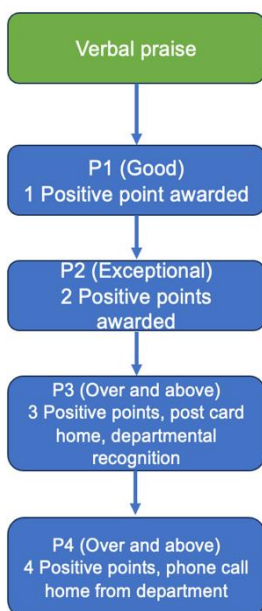 Verbal praise
P1 (Good)
1 Positive point awarded
P2 (Exceptional)
2 Positive points
awarded
P3 (Over and above)
3 Positive points, post card
home, departmental
recognition
P4 (Over and above)
4 Positive points, phone call
home from department